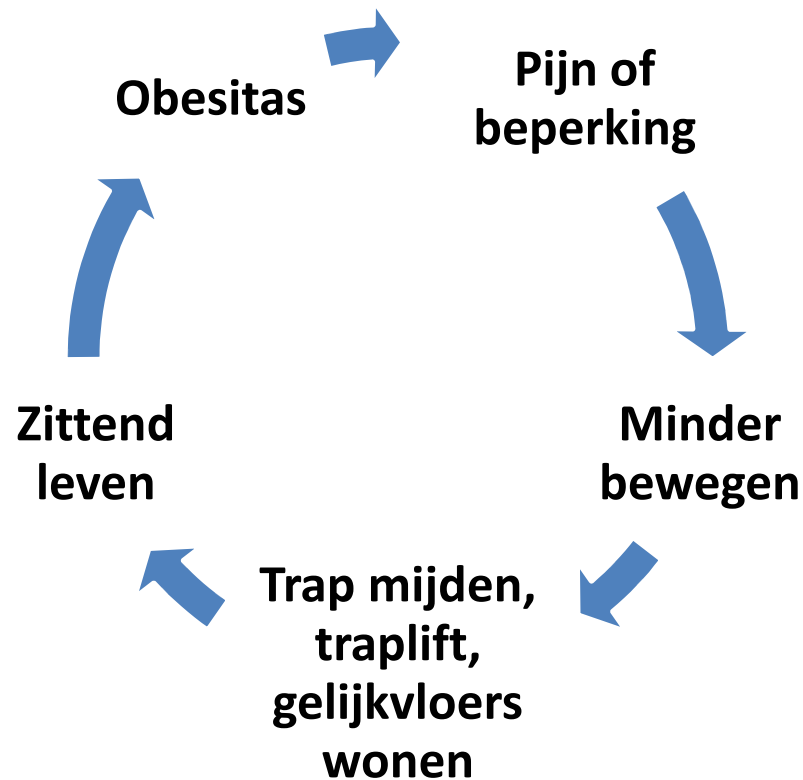 Obesitas
Pijn of
beperking
Minder
bewegen
Trap mijden,
traplift,
gelijkvloers
wonen
Zittend
leven